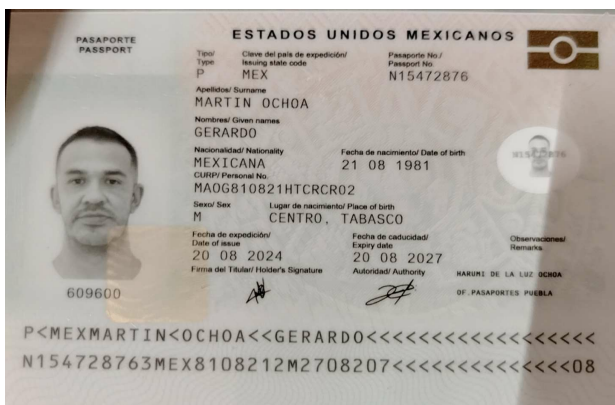 PASAPORTE
PASSPORT
ESTADOS UNIDOS MEXICANOS
Tipo/ Clave del país de expedición/ Pasaporte No./
Type Issuing state code Passport No.
P MEX N15472876
Apellidos/ Surname
MARTIN OCHOA
Nombres/ Given names
GERARDO
Nacionalidad/ Nationality Fecha de nacimiento/ Date of birth
MEXICANA 21 08 1981
CURP/ Personal No.
MAOG810821HTCRCR02
Sexo/ Sex Lugar de nacimiento/ Place of birth
M CENTRO, TABASCO
Fecha de expedición/ Fecha de caducidad/ Observaciones/
Date of issue Expiry date Remarks
20 08 2024 20 08 2027
Firma del Titular/ Holder's Signature Autoridad/ Authority HARUMI DE LA LUZ OCHOA
609600 OF.PASAPORTES PUEBLA
P<MEXMARTIN<OCHOA<<GERARDO<<<<<<<<<<<<<<<<<<
N154728763MEX8108212M2708207<<<<<<<<<<<<<<08